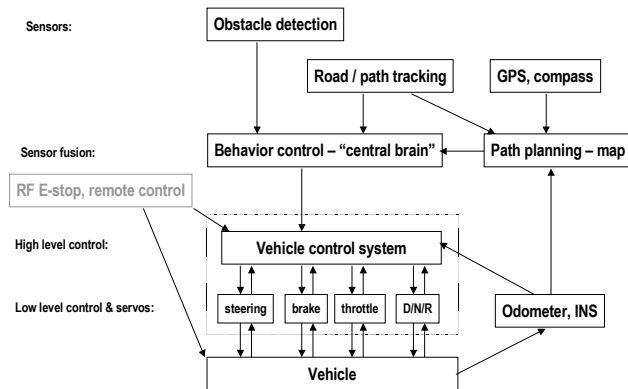 Sensors:
Obstacle detection
Road / path tracking
GPS, compass
Sensor fusion:
Behavior control – “central brain”
Path planning – map
RF E-stop, remote control
High level control:
Vehicle control system
Low level control & servos:
steering
brake
throttle
D/N/R
Odometer, INS
Vehicle